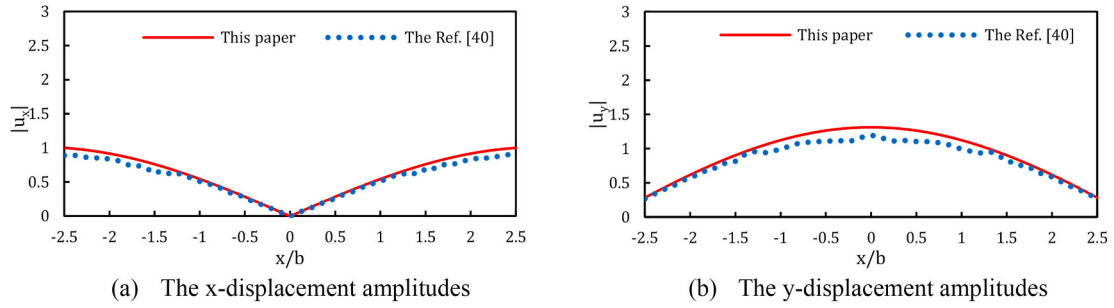 This paper The Ref. [40]
3
2.5
2
1.5
1
0.5
0
|u_x|
-2.5 -2 -1.5 -1 -0.5 0 0.5 1 1.5 2 2.5
x/b
(a) The x-displacement amplitudes
This paper The Ref. [40]
3
2.5
2
1.5
1
0.5
0
|u_y|
-2.5 -2 -1.5 -1 -0.5 0 0.5 1 1.5 2 2.5
x/b
(b) The y-displacement amplitudes